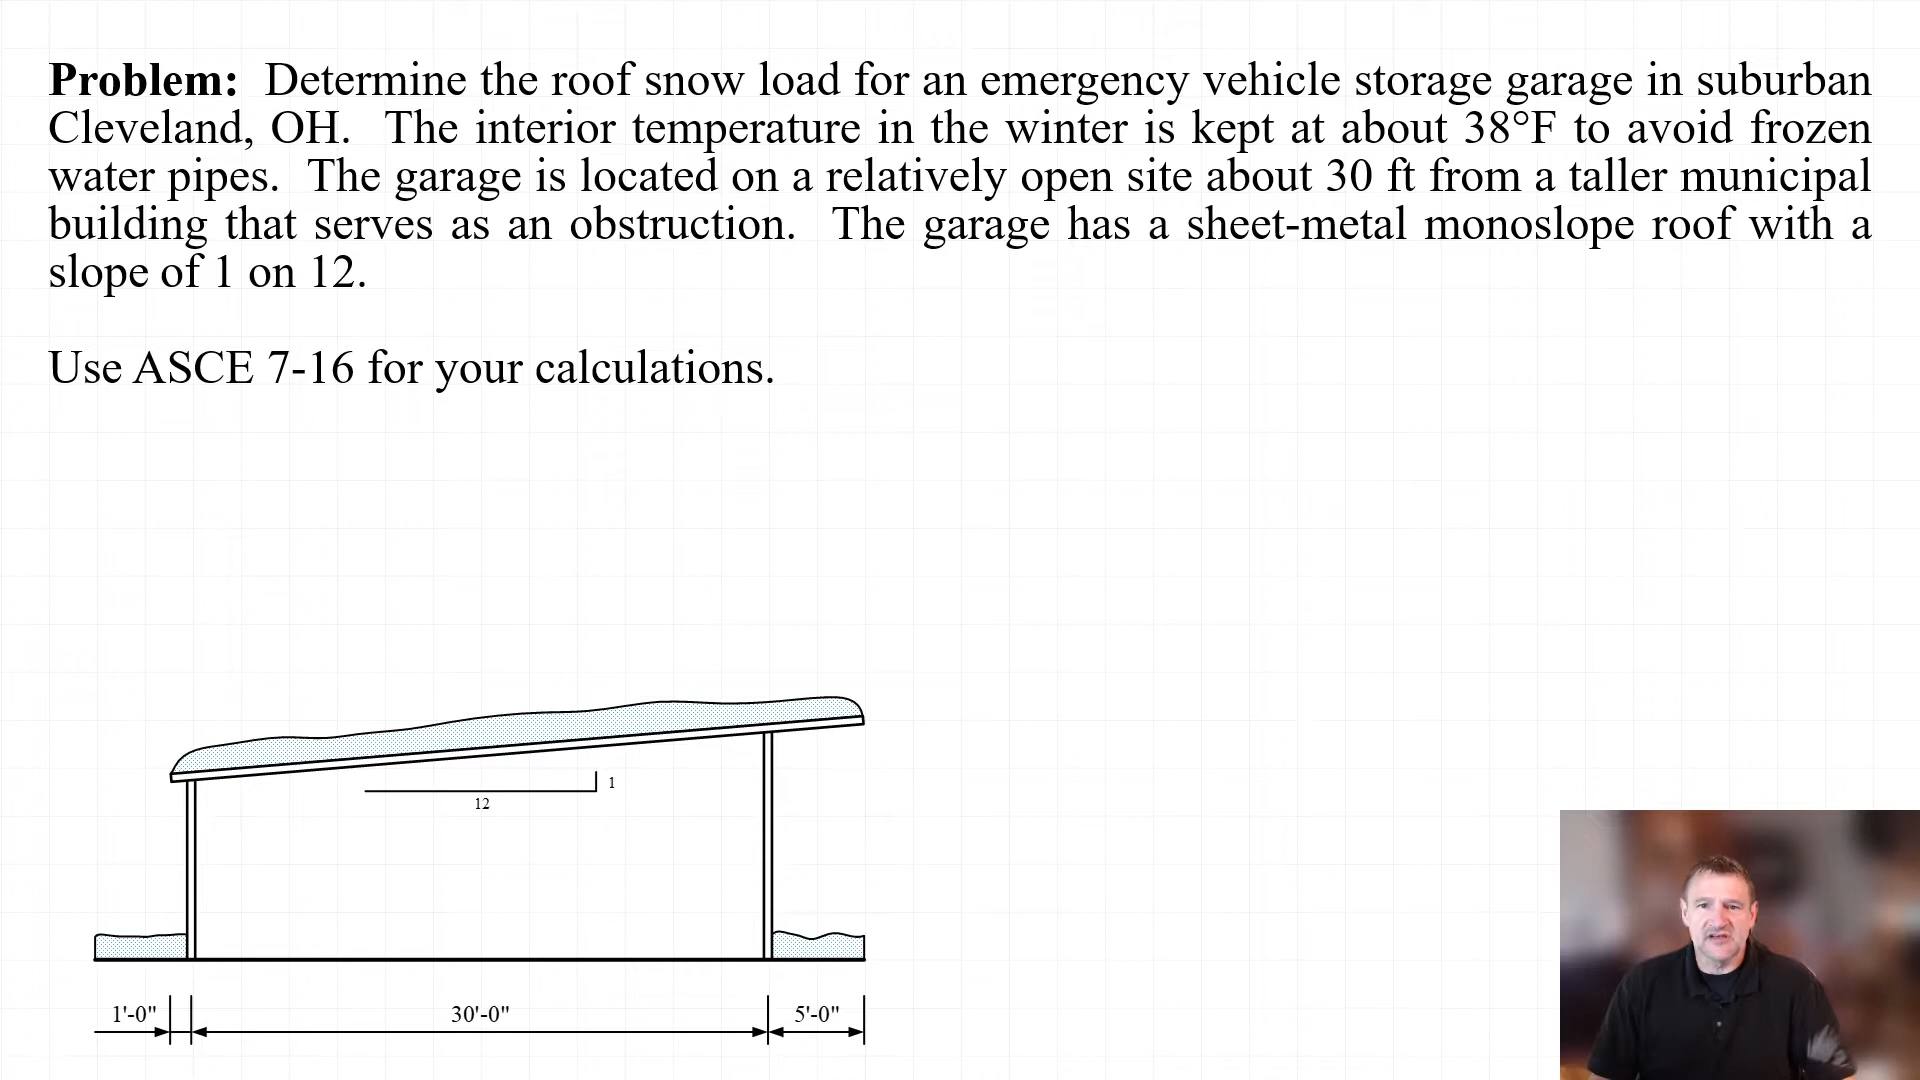 Problem: Determine the roof snow load for an emergency vehicle storage garage in suburban
Cleveland, OH. The interior temperature in the winter is kept at about 38°F to avoid frozen
water pipes. The garage is located on a relatively open site about 30 ft from a taller municipal
building that serves as an obstruction. The garage has a sheet-metal monoslope roof with a
slope of 1 on 12.
Use ASCE 7-16 for your calculations.
1
12
1'-0"
30'-0"
5'-0"